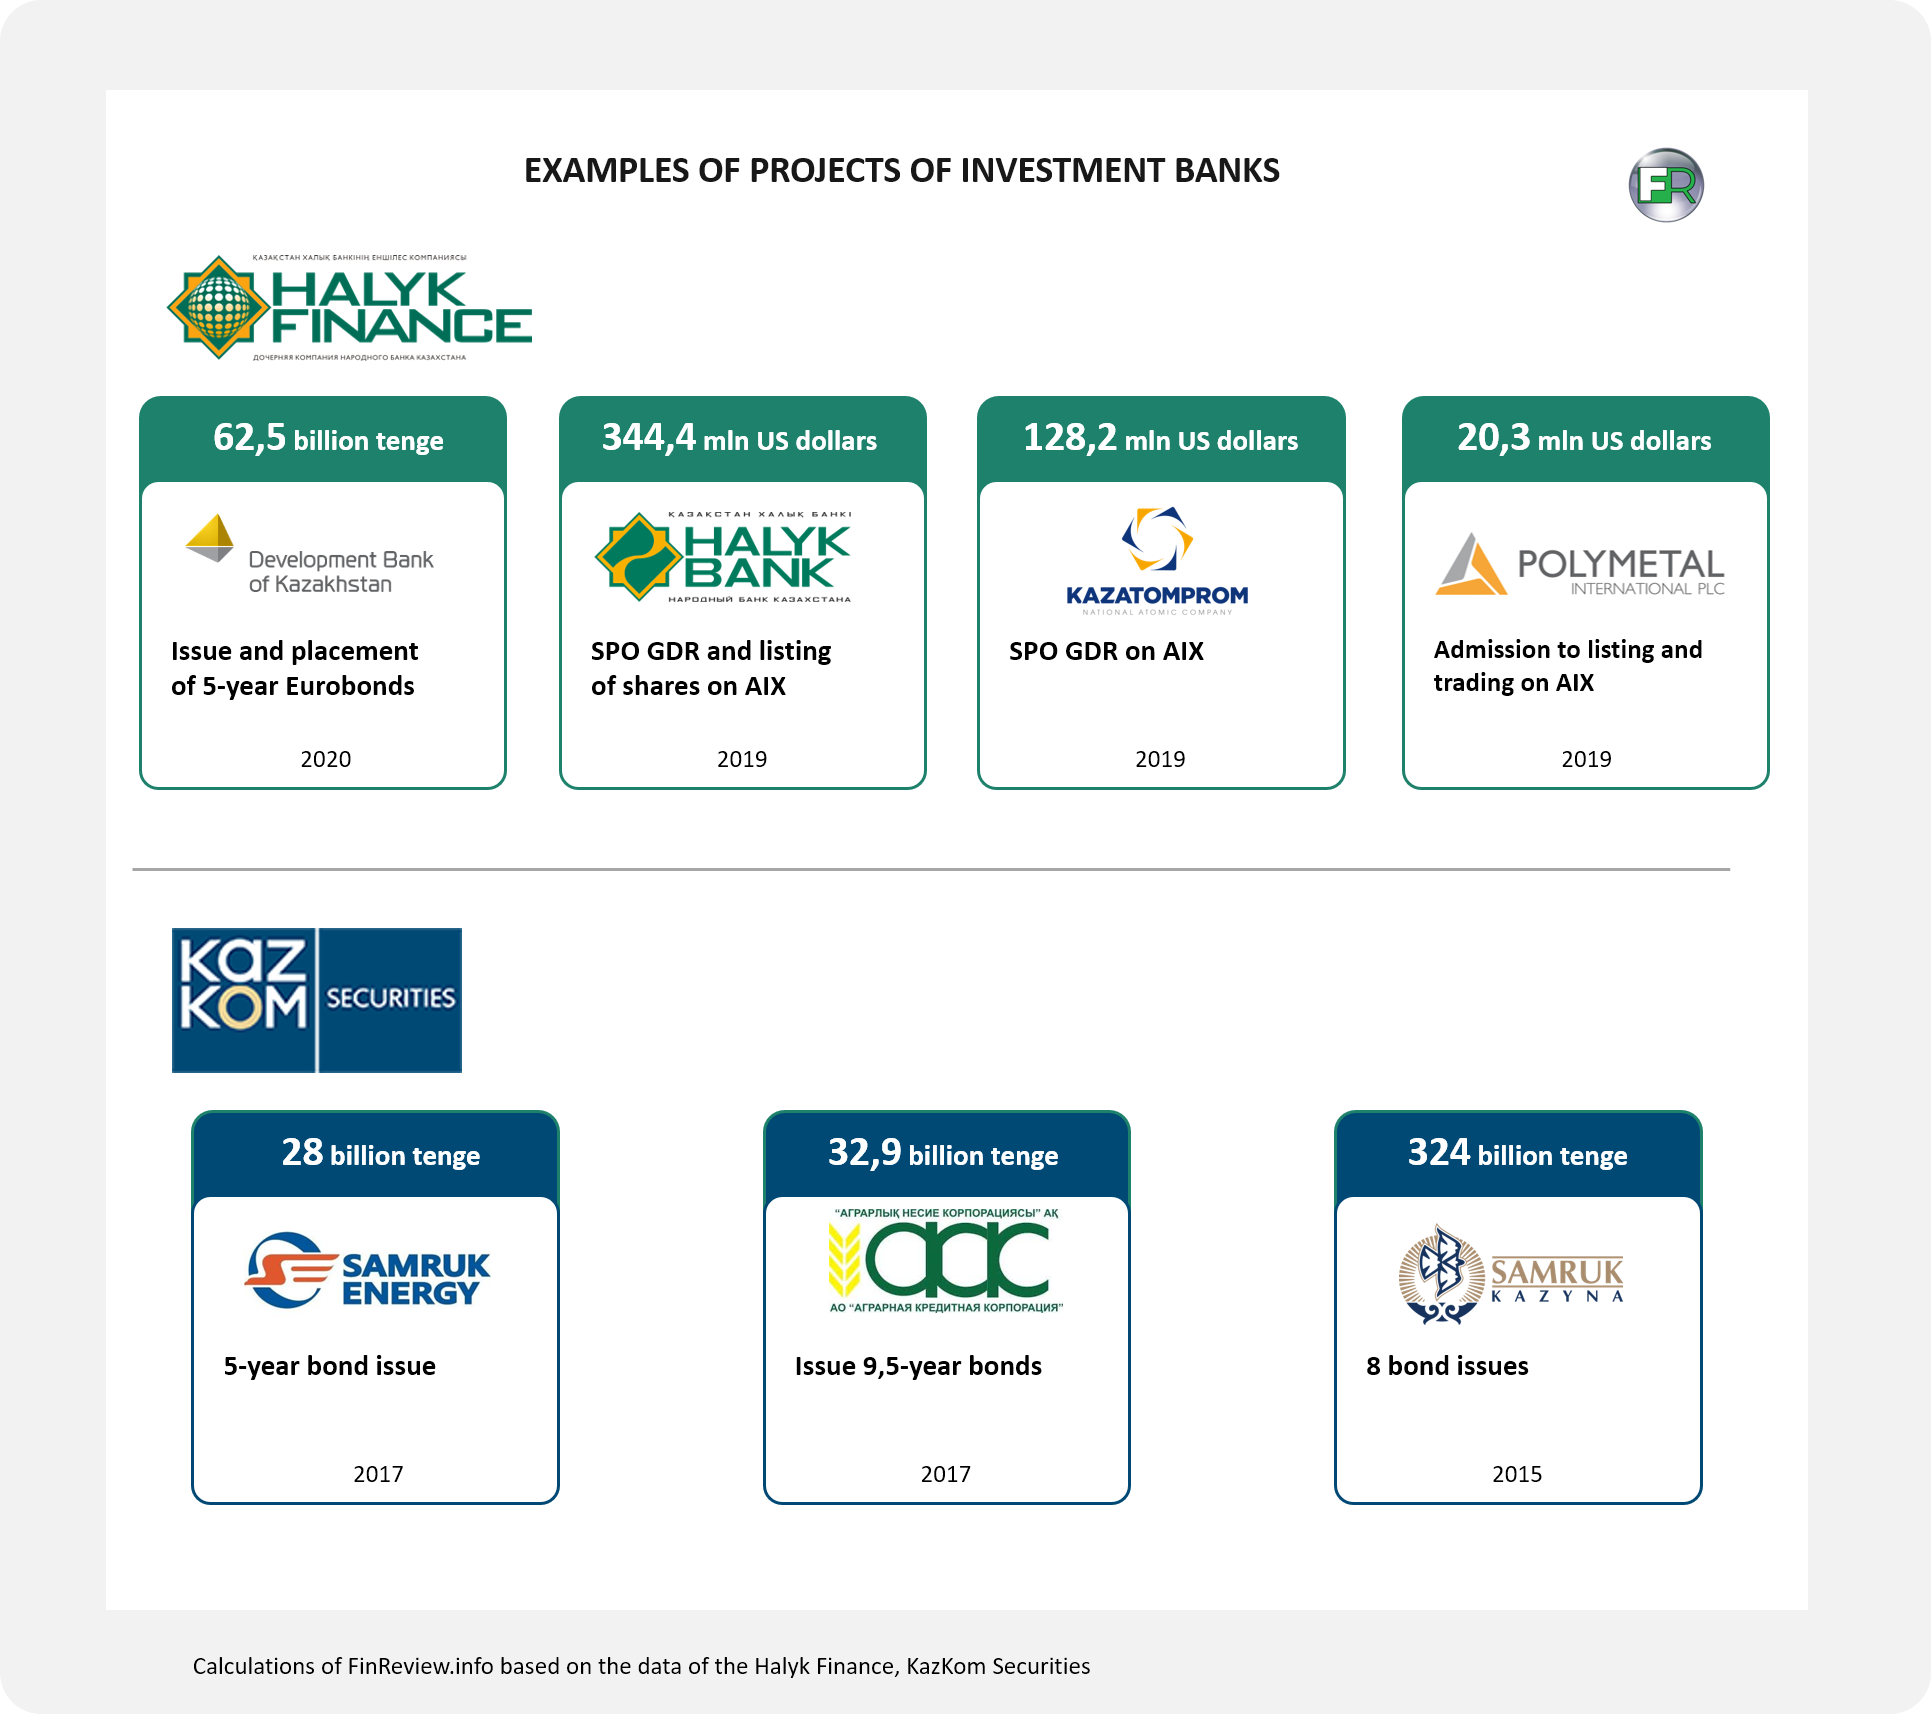 EXAMPLES OF PROJECTS OF INVESTMENT BANKS
FR
ҚАЗАҚСТАН ХАЛЫҚ БАНКІНІҢ ЕНШІЛЕС КОМПАНИЯСЫ
HALYK
FINANCE
ДОЧЕРНЯЯ КОМПАНИЯ НАРОДНОГО БАНКА КАЗАХСТАНА
62,5 billion tenge
Development Bank
of Kazakhstan
Issue and placement
of 5-year Eurobonds
2020
344,4 mln US dollars
ҚАЗАҚСТАН ХАЛЫҚ БАНКІ
HALYK
BANK
НАРОДНЫЙ БАНК КАЗАХСТАНА
SPO GDR and listing
of shares on AIX
2019
128,2 mln US dollars
KAZATOMPROM
NATIONAL ATOMIC COMPANY
SPO GDR on AIX
2019
20,3 mln US dollars
POLYMETAL
INTERNATIONAL PLC
Admission to listing and
trading on AIX
2019
KAZ
KOM
SECURITIES
28 billion tenge
SAMRUK
ENERGY
5-year bond issue
2017
32,9 billion tenge
"АГРАРЛЫҚ НЕСИЕ КОРПОРАЦИЯСЫ" АҚ
аас
АО "АГРАРНАЯ КРЕДИТНАЯ КОРПОРАЦИЯ"
Issue 9,5-year bonds
2017
324 billion tenge
SAMRUK
KAZYNA
8 bond issues
2015
Calculations of FinReview.info based on the data of the Halyk Finance, KazKom Securities